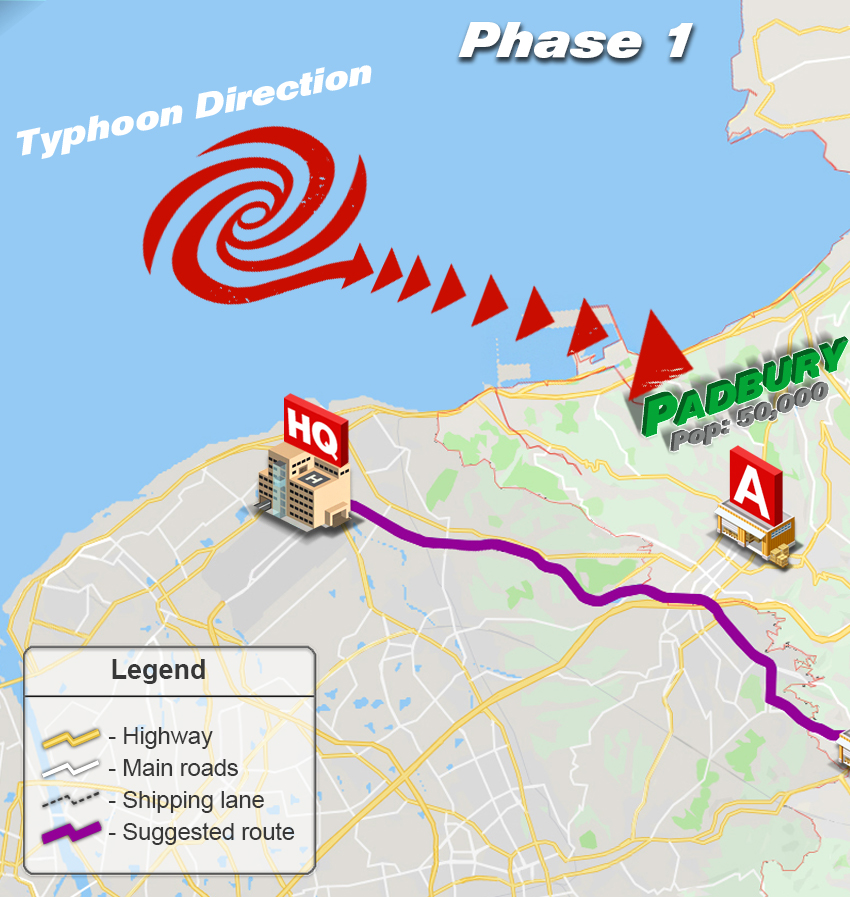 Phase 1
Typhoon Direction
PADBURY
Pop: 50,000
HQ
H
A
Legend
- Highway
- Main roads
- Shipping lane
- Suggested route